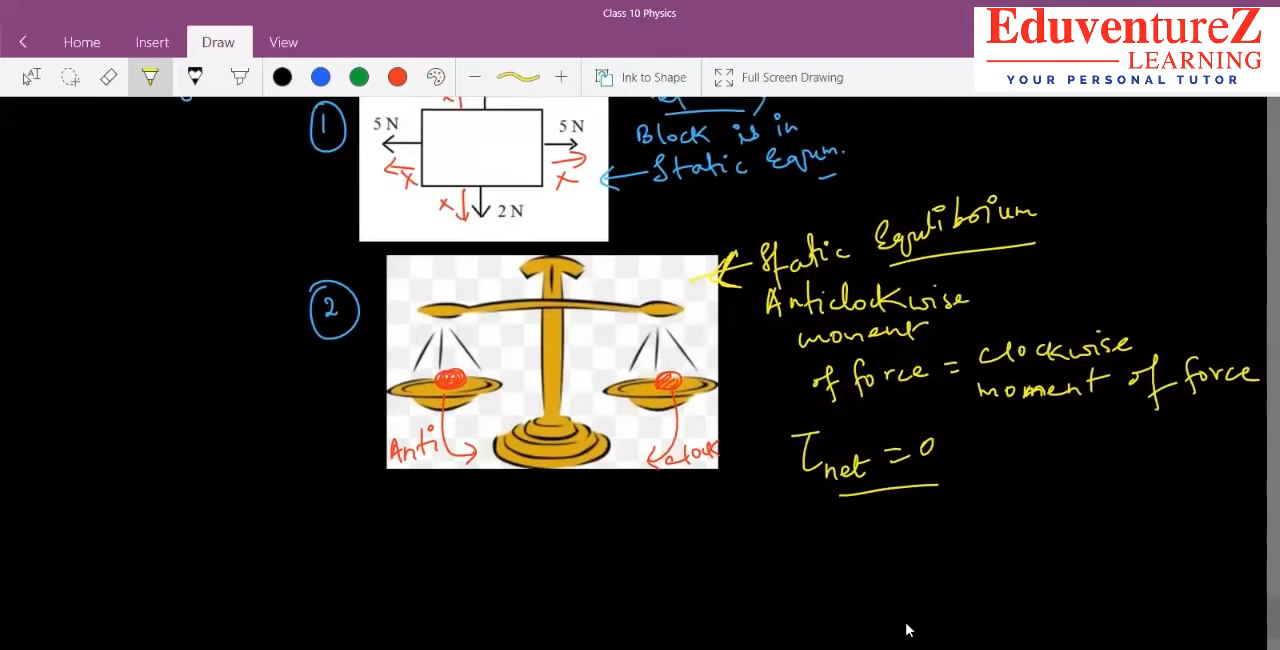 Class 10 Physics
EduventureZ
LEARNING
YOUR PERSONAL TUTOR
Home Insert Draw View
Ink to Shape
Full Screen Drawing
1
5 N
5 N
2 N
x
x
x
x
Block is in
Static Equm.
2
Static Equilibrium
Anticlockwise
moment
of force = clockwise
moment of force
Anti
clock
τnet = 0